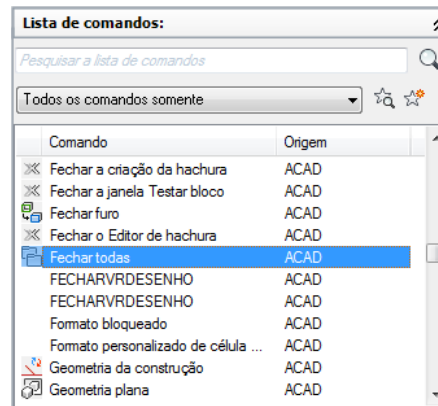 Lista de comandos:
Pesquisar a lista de comandos
Todos os comandos somente
Comando Origem
Fechar a criação da hachura ACAD
Fechar a janela Testar bloco ACAD
Fechar furo ACAD
Fechar o Editor de hachura ACAD
Fechar todas ACAD
FECHARVRDESENHO ACAD
FECHARVRDESENHO ACAD
Formato bloqueado ACAD
Formato personalizado de célula ... ACAD
Geometria da construção ACAD
Geometria plana ACAD